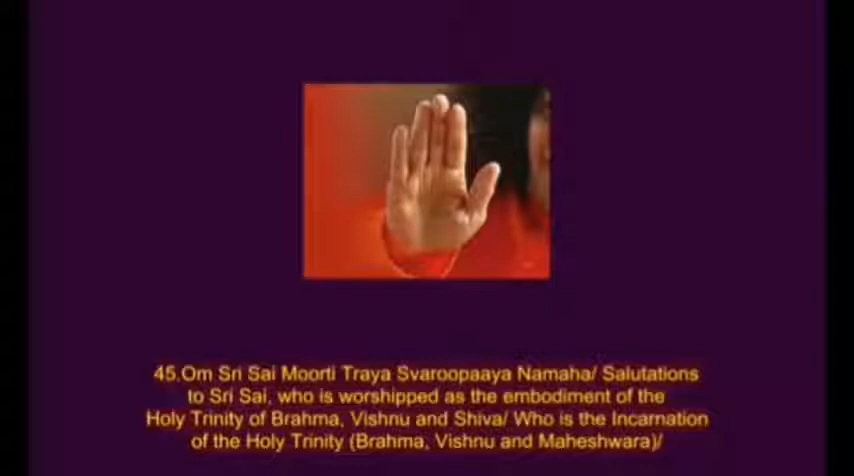 45.Om Sri Sai Moorti Traya Svaroopaaya Namaha/ Salutations
to Sri Sai, who is worshipped as the embodiment of the
Holy Trinity of Brahma, Vishnu and Shiva/ Who is the Incarnation
of the Holy Trinity (Brahma, Vishnu and Maheshwara)/